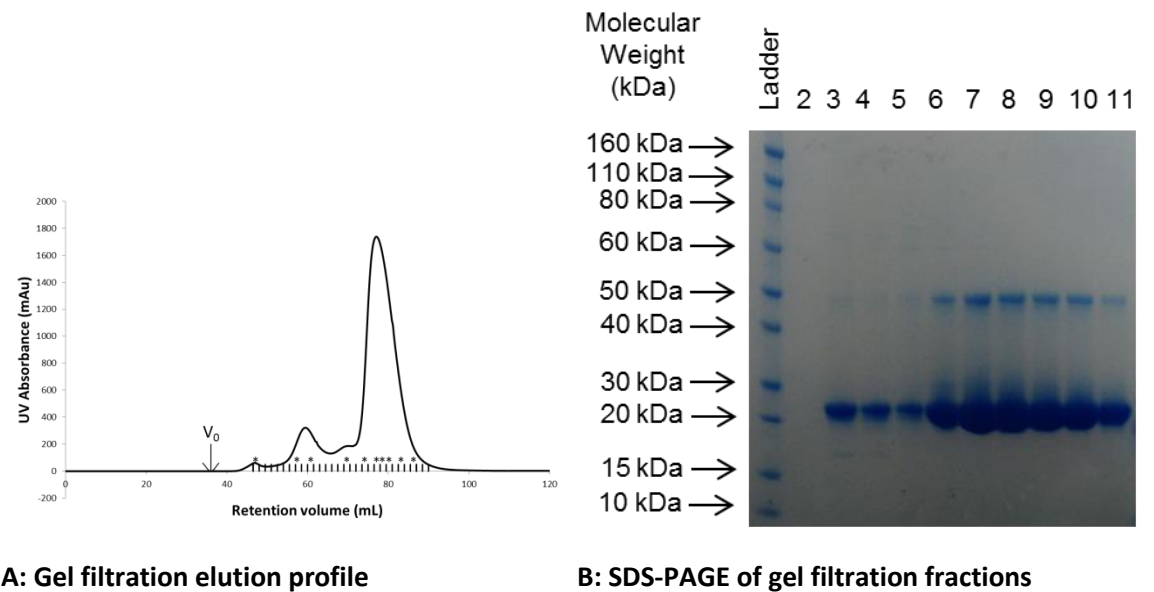 Molecular
Weight
(kDa)
Ladder
2 3 4 5 6 7 8 9 10 11
160 kDa
110 kDa
80 kDa
60 kDa
50 kDa
40 kDa
30 kDa
20 kDa
15 kDa
10 kDa
UV Absorbance (mAu)
2000
1800
1600
1400
1200
1000
800
600
400
200
0
-200
V0
* * * * * *** * *
0 20 40 60 80 100 120
Retention volume (mL)
A: Gel filtration elution profile
B: SDS-PAGE of gel filtration fractions